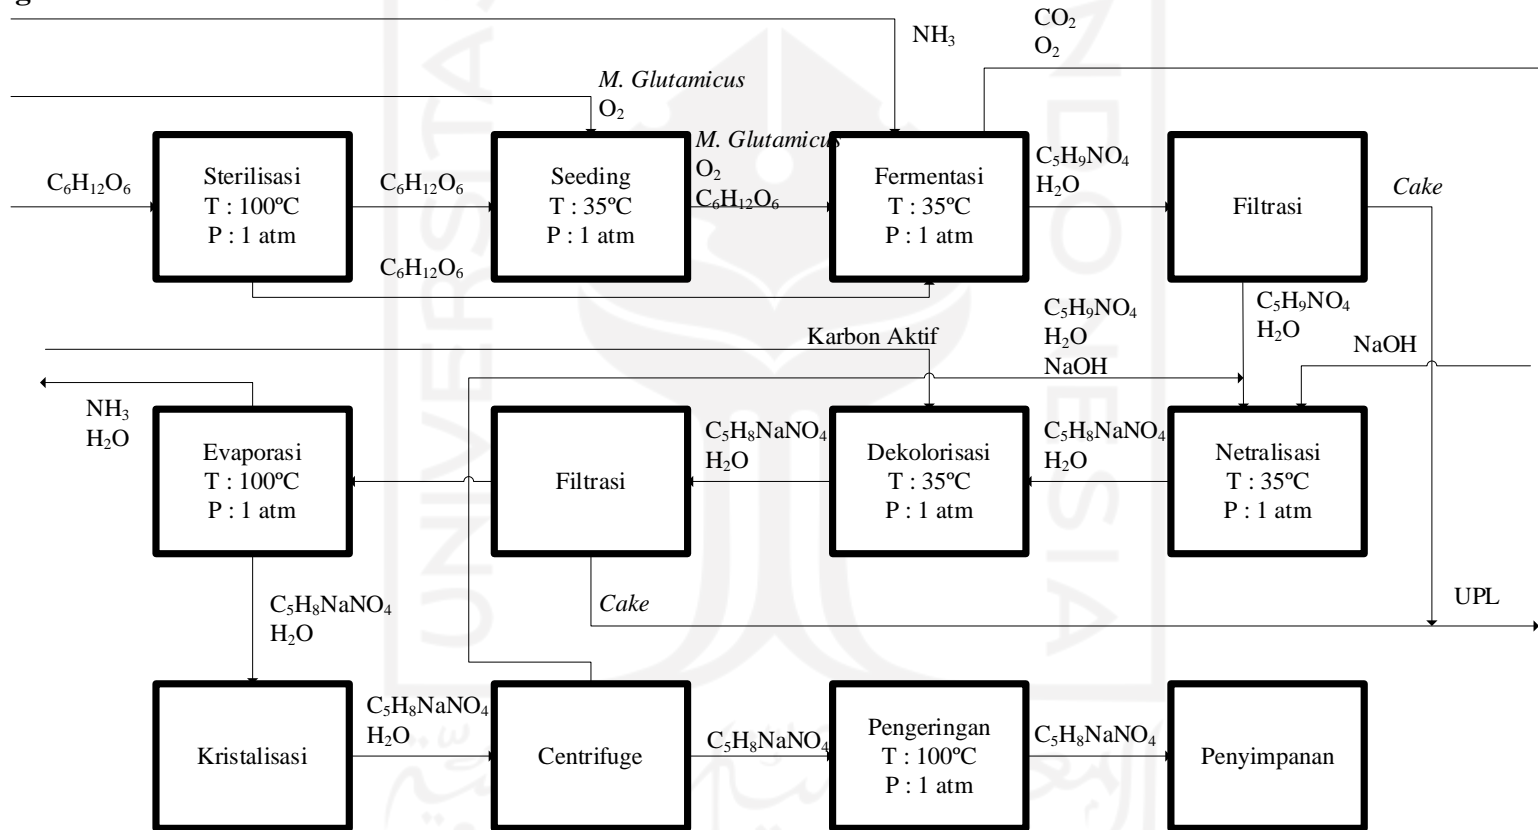 g
NH₃
CO₂
O₂
M. Glutamicus
O₂
C₆H₁₂O₆
Sterilisasi
T : 100ºC
P : 1 atm
C₆H₁₂O₆
C₆H₁₂O₆
Seeding
T : 35ºC
P : 1 atm
M. Glutamicus
O₂
C₆H₁₂O₆
Fermentasi
T : 35ºC
P : 1 atm
C₅H₉NO₄
H₂O
Filtrasi
Cake
C₅H₉NO₄
H₂O
NaOH
Karbon Aktif
C₅H₉NO₄
H₂O
NaOH
NH₃
H₂O
Evaporasi
T : 100ºC
P : 1 atm
Filtrasi
C₅H₈NaNO₄
H₂O
Dekolorisasi
T : 35ºC
P : 1 atm
C₅H₈NaNO₄
H₂O
Netralisasi
T : 35ºC
P : 1 atm
C₅H₈NaNO₄
H₂O
Cake
UPL
Kristalisasi
C₅H₈NaNO₄
H₂O
Centrifuge
C₅H₈NaNO₄
Pengeringan
T : 100ºC
P : 1 atm
C₅H₈NaNO₄
Penyimpanan
UNIVERSITAS
INDONESIA